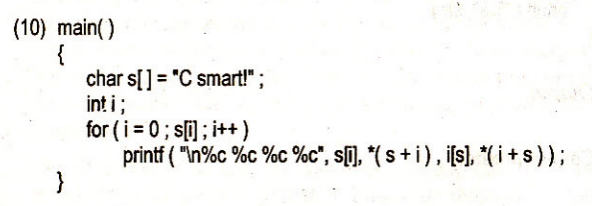 (10) main( )
{
char s[ ] = "C smart!" ;
int i ;
for ( i = 0 ; s[i] ; i++ )
printf ( "\n%c %c %c %c", s[i], *( s + i ) , i[s], *( i + s ) ) ;
}